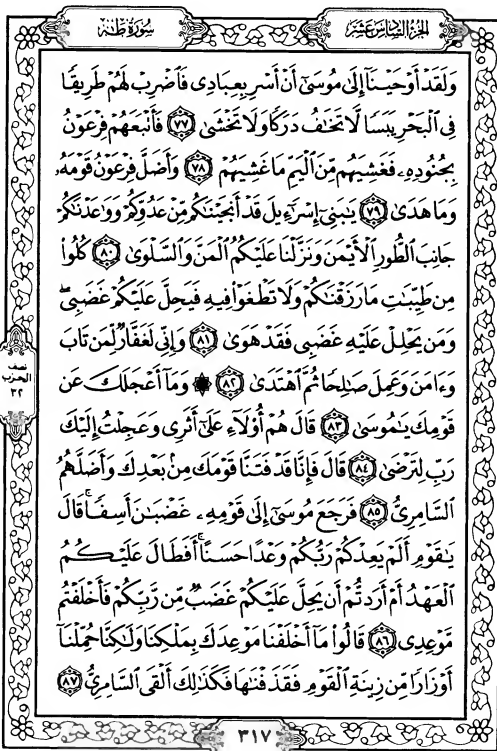 الجزء السادس عشر
سورة طه
وَلَقَدْ أَوْحَيْنَآ إِلَىٰ مُوسَىٰٓ أَنْ أَسْرِ بِعِبَادِى فَٱضْرِبْ لَهُمْ طَرِيقًا
فِى ٱلْبَحْرِ يَبَسًا لَّا تَخَٰفُ دَرَكًا وَلَا تَخْشَىٰ ٧٧ فَأَتْبَعَهُمْ فِرْعَوْنُ
بِجُنُودِهِۦ فَغَشِيَهُم مِّنَ ٱلْيَمِّ مَا غَشِيَهُمْ ٧٨ وَأَضَلَّ فِرْعَوْنُ قَوْمَهُۥ
وَمَا هَدَىٰ ٧٩ يَٰبَنِىٓ إِسْرَٰٓءِيلَ قَدْ أَنجَيْنَٰكُم مِّنْ عَدُوِّكُمْ وَوَٰعَدْنَٰكُمْ
جَانِبَ ٱلطُّورِ ٱلْأَيْمَنَ وَنَزَّلْنَا عَلَيْكُمُ ٱلْمَنَّ وَٱلسَّلْوَىٰ ٨٠ كُلُوا۟
مِن طَيِّبَٰتِ مَا رَزَقْنَٰكُمْ وَلَا تَطْغَوْا۟ فِيهِ فَيَحِلَّ عَلَيْكُمْ غَضَبِى ۖ
وَمَن يَحْلِلْ عَلَيْهِ غَضَبِى فَقَدْ هَوَىٰ ٨١ وَإِنِّى لَغَفَّارٌ لِّمَن تَابَ
وَءَامَنَ وَعَمِلَ صَٰلِحًا ثُمَّ ٱهْتَدَىٰ ٨٢ ۞ وَمَآ أَعْجَلَكَ عَن
قَوْمِكَ يَٰمُوسَىٰ ٨٣ قَالَ هُمْ أُو۟لَآءِ عَلَىٰٓ أَثَرِى وَعَجِلْتُ إِلَيْكَ
رَبِّ لِتَرْضَىٰ ٨٤ قَالَ فَإِنَّا قَدْ فَتَنَّا قَوْمَكَ مِنۢ بَعْدِكَ وَأَضَلَّهُمُ
ٱلسَّامِرِىُّ ٨٥ فَرَجَعَ مُوسَىٰٓ إِلَىٰ قَوْمِهِۦ غَضْبَٰنَ أَسِفًا ۚ قَالَ
يَٰقَوْمِ أَلَمْ يَعِدْكُمْ رَبُّكُمْ وَعْدًا حَسَنًا ۚ أَفَطَالَ عَلَيْكُمُ
ٱلْعَهْدُ أَمْ أَرَدتُّمْ أَن يَحِلَّ عَلَيْكُمْ غَضَبٌ مِّن رَّبِّكُمْ فَأَخْلَفْتُم
مَّوْعِدِى ٨٦ قَالُوا۟ مَآ أَخْلَفْنَا مَوْعِدَكَ بِمَلْكِنَا وَلَٰكِنَّا حُمِّلْنَآ
أَوْزَارًا مِّن زِينَةِ ٱلْقَوْمِ فَقَذَفْنَٰهَا فَكَذَٰلِكَ أَلْقَى ٱلسَّامِرِىُّ ٨٧
نصف
الحزب
٣٢
٣١٧